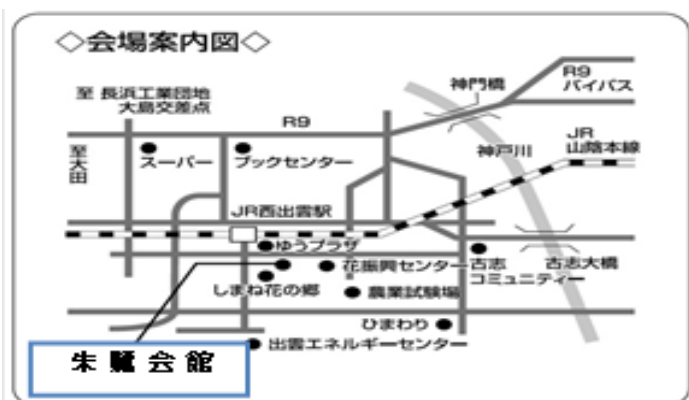 ◇会場案内図◇
至 長浜工業団地
大島交差点
R9
神門橋
R9
バイパス
至大田
スーパー
ブックセンター
神戸川
JR
山陰本線
JR西出雲駅
ゆうプラザ
花振興センター
古志
コミュニティー
古志大橋
しまね花の郷
農業試験場
ひまわり
出雲エネルギーセンター
会館